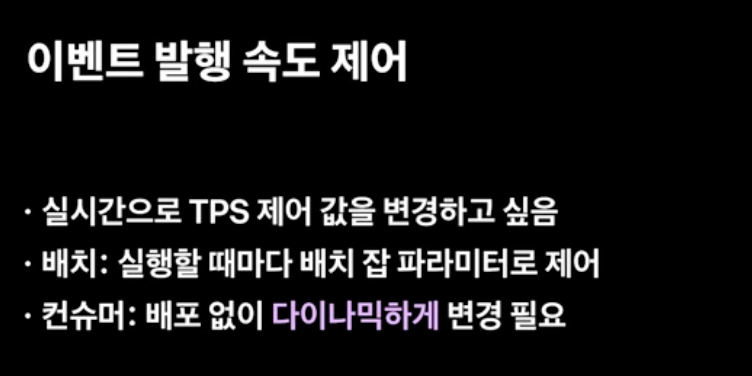 이벤트 발행 속도 제어
· 실시간으로 TPS 제어 값을 변경하고 싶음
· 배치: 실행할 때마다 배치 잡 파라미터로 제어
· 컨슈머: 배포 없이 다이나믹하게 변경 필요